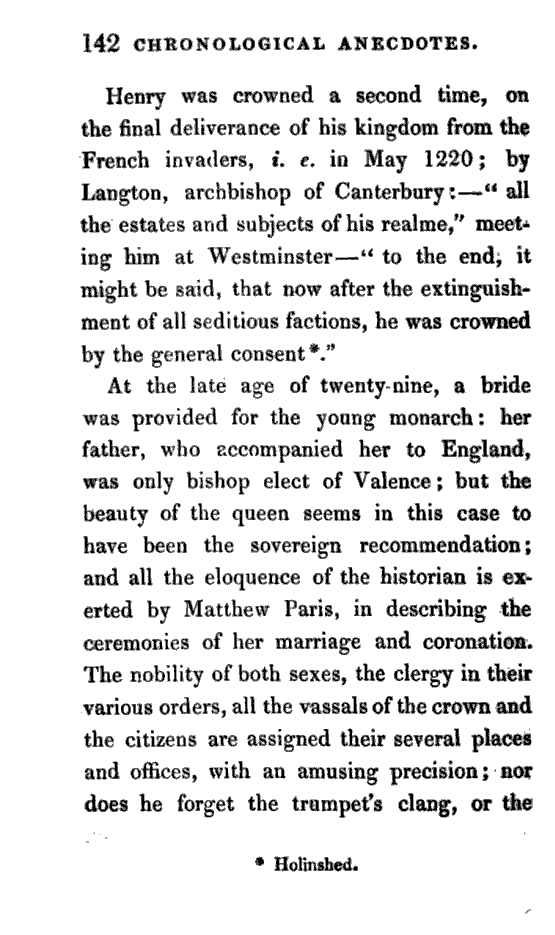 142 CHRONOLOGICAL ANECDOTES.
Henry was crowned a second time, on
the final deliverance of his kingdom from the
French invaders, i. e. in May 1220; by
Langton, archbishop of Canterbury:—“ all
the estates and subjects of his realme,” meet-
ing him at Westminster—“ to the end, it
might be said, that now after the extinguish-
ment of all seditious factions, he was crowned
by the general consent*.”
At the late age of twenty-nine, a bride
was provided for the young monarch: her
father, who accompanied her to England,
was only bishop elect of Valence; but the
beauty of the queen seems in this case to
have been the sovereign recommendation;
and all the eloquence of the historian is ex-
erted by Matthew Paris, in describing the
ceremonies of her marriage and coronation.
The nobility of both sexes, the clergy in their
various orders, all the vassals of the crown and
the citizens are assigned their several places
and offices, with an amusing precision; nor
does he forget the trumpet's clang, or the
* Holinshed.